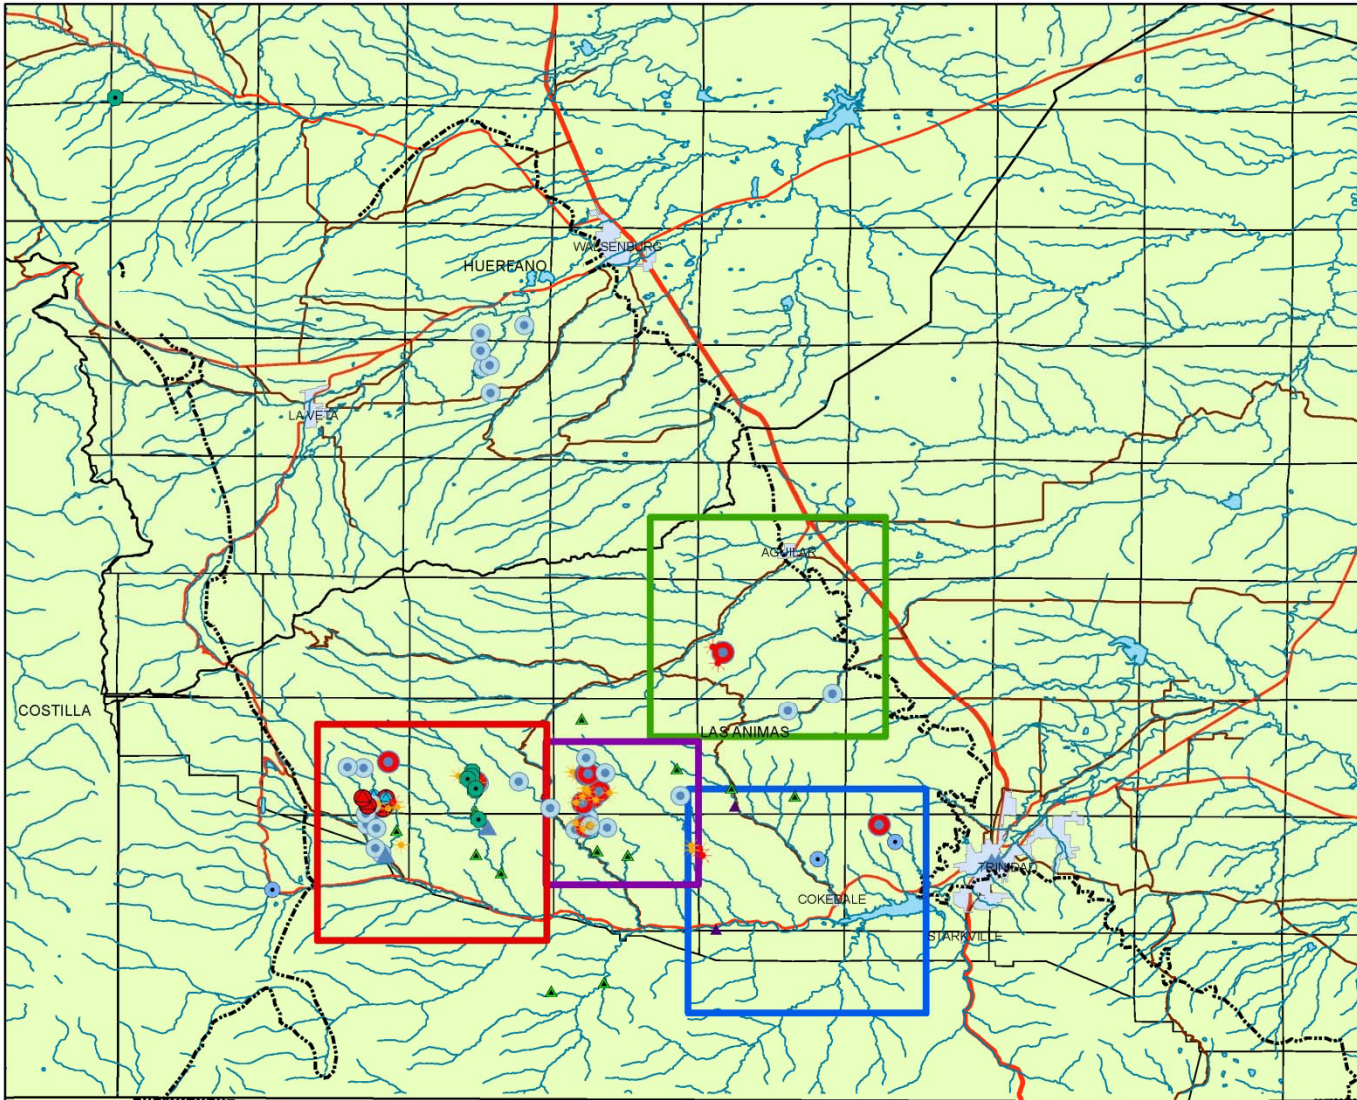 WALSENBURG
HUERFANO
LA VETA
AGUILAR
COSTILLA
LAS ANIMAS
TRINIDAD
COKEDALE
STARKVILLE